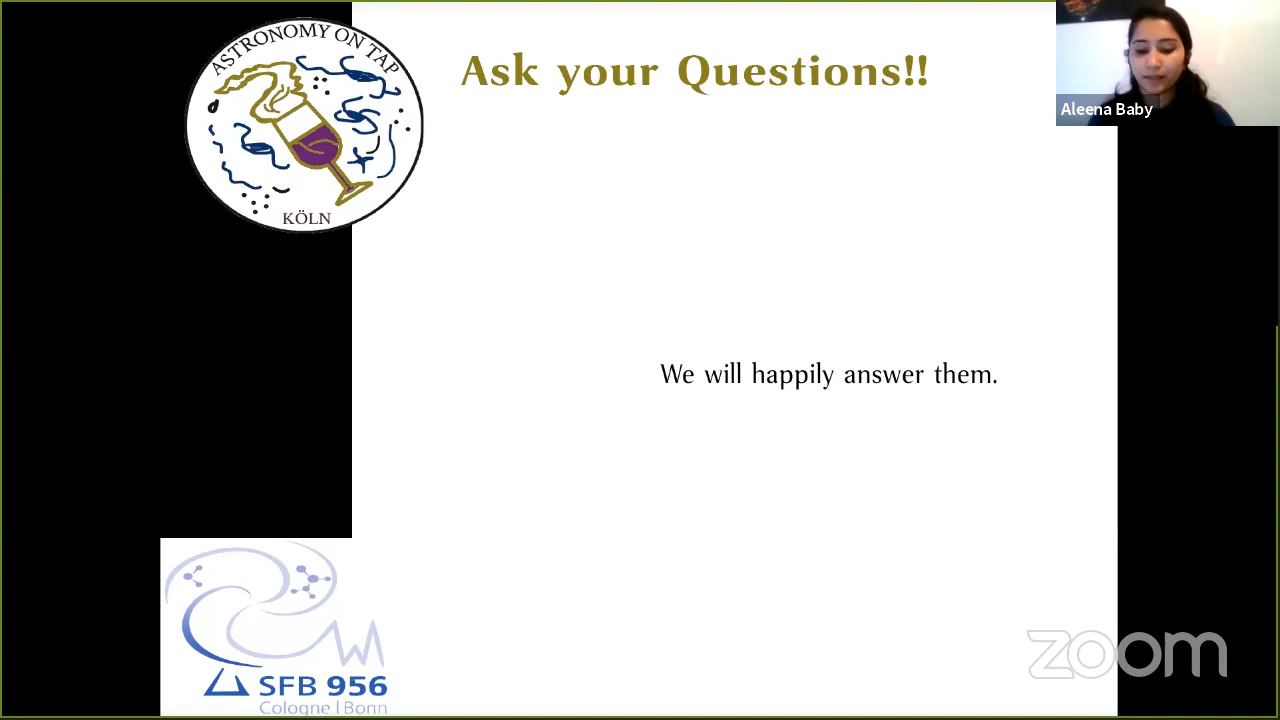 ASTRONOMY ON TAP
KÖLN
Ask your Questions!!
Aleena Baby
We will happily answer them.
SFB 956
Cologne | Bonn
zoom